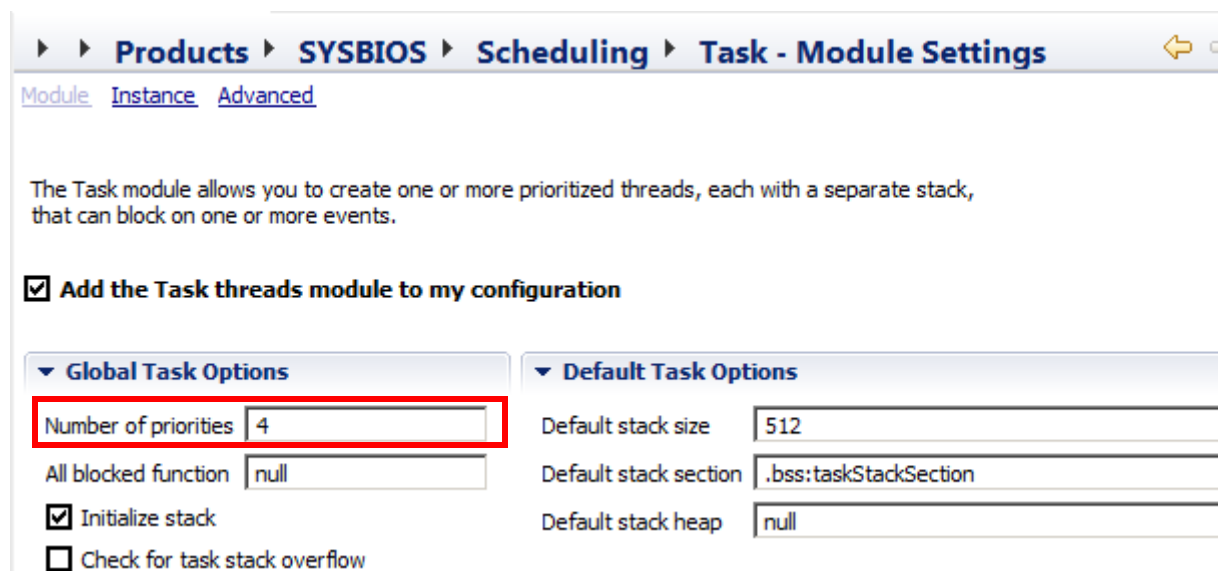 Products SYSBIOS Scheduling Task - Module Settings
Module Instance Advanced
The Task module allows you to create one or more prioritized threads, each with a separate stack,
that can block on one or more events.
Add the Task threads module to my configuration
Global Task Options
Number of priorities 4
All blocked function null
Initialize stack
Check for task stack overflow
Default Task Options
Default stack size 512
Default stack section .bss:taskStackSection
Default stack heap null